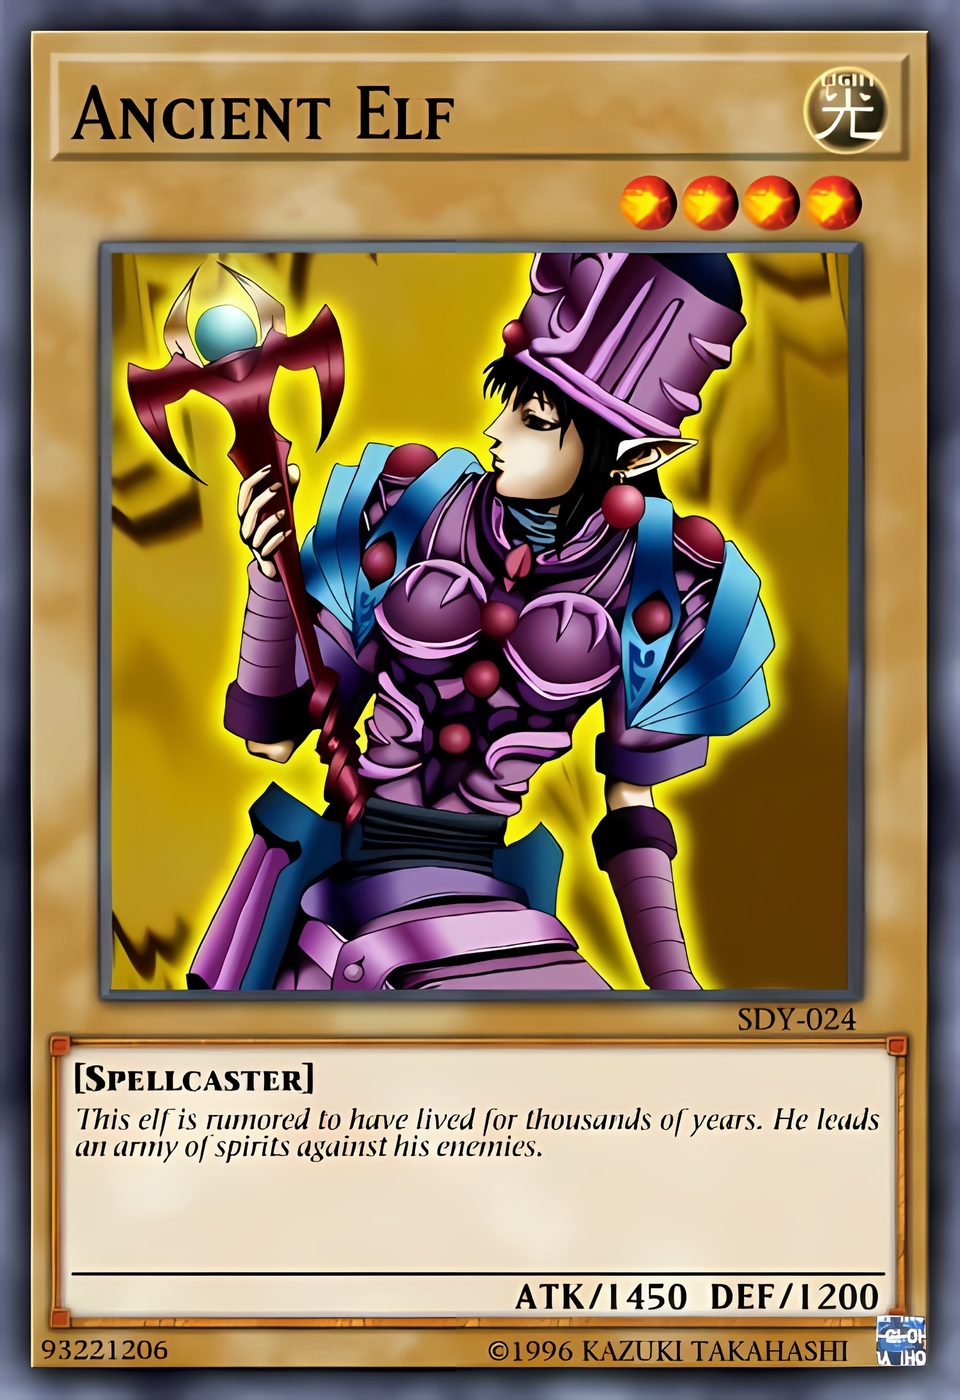 ANCIENT ELF
光
SDY-024
[SPELLCASTER]
This elf is rumored to have lived for thousands of years. He leads
an army of spirits against his enemies.
ATK/1450 DEF/1200
93221206
©1996 KAZUKI TAKAHASHI